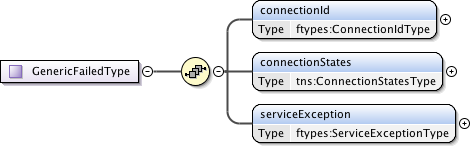 connectionId
Type ftypes:ConnectionIdType
GenericFailedType
connectionStates
Type tns:ConnectionStatesType
serviceException
Type ftypes:ServiceExceptionType